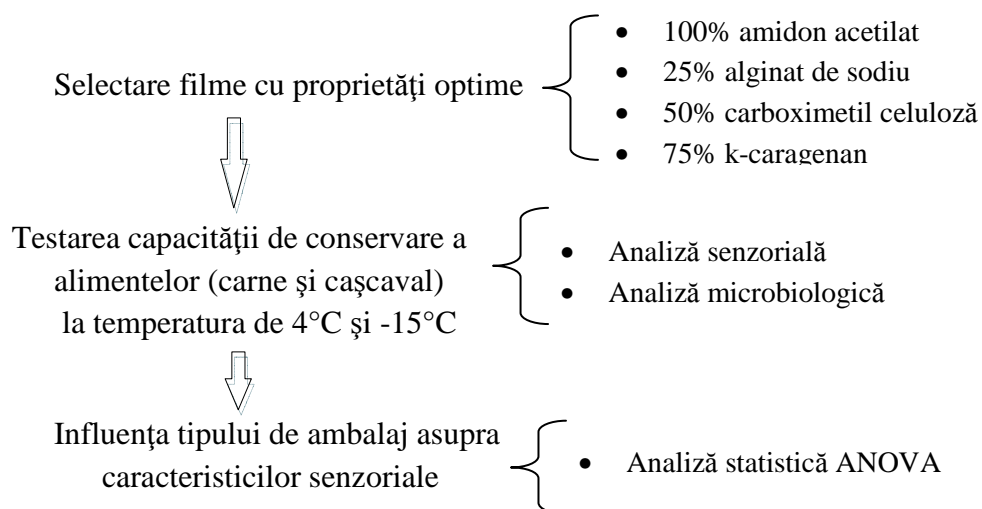 Selectare filme cu proprietăţi optime
• 100% amidon acetilat
• 25% alginat de sodiu
• 50% carboximetil celuloză
• 75% k-caragenan
Testarea capacităţii de conservare a
alimentelor (carne şi caşcaval)
la temperatura de 4°C şi -15°C
• Analiză senzorială
• Analiză microbiologică
Influenţa tipului de ambalaj asupra
caracteristicilor senzoriale
• Analiză statistică ANOVA